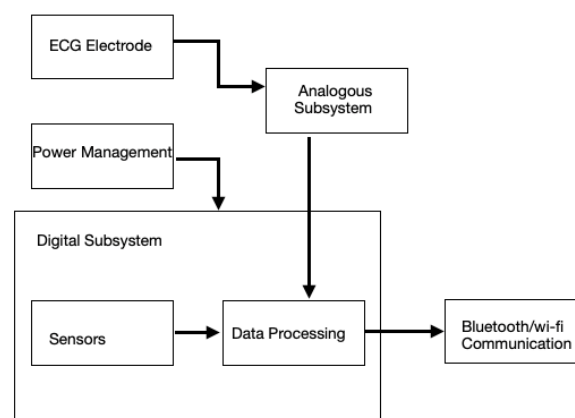 ECG Electrode
Analogous
Subsystem
Power Management
Digital Subsystem
Sensors
Data Processing
Bluetooth/wi-fi
Communication